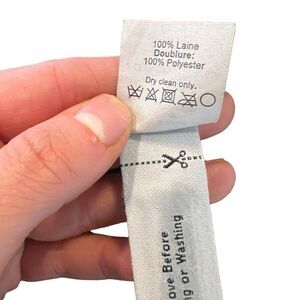 100% Laine
Doublure:
100% Polyester
Dry clean only.
ove Before
ng or Washing